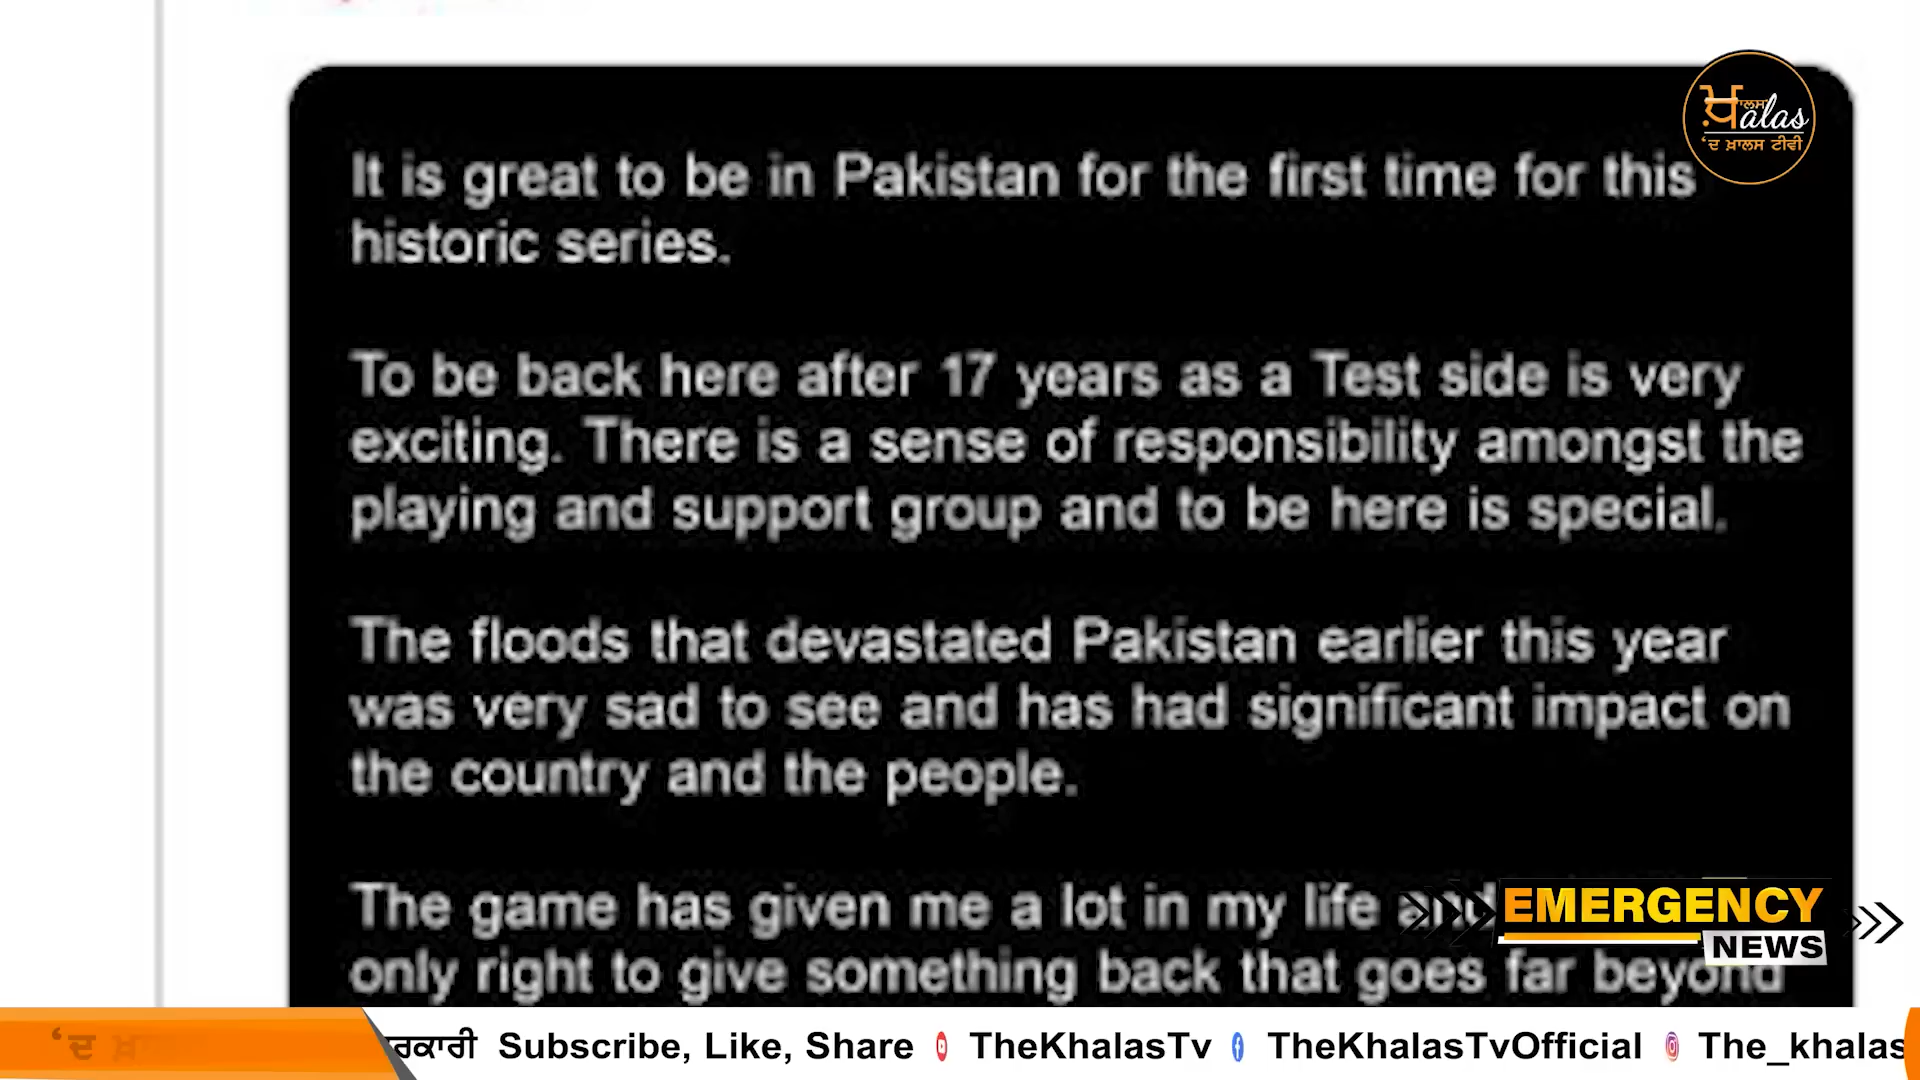 ਖ਼ਾਲਸ alas
‘ਦ ਖ਼ਾਲਸ ਟੀਵੀ
It is great to be in Pakistan for the first time for this
historic series.
To be back here after 17 years as a Test side is very
exciting. There is a sense of responsibility amongst the
playing and support group and to be here is special.
The floods that devastated Pakistan earlier this year
was very sad to see and has had significant impact on
the country and the people.
The game has given me a lot in my life and
only right to give something back that goes far beyond
EMERGENCY
NEWS
‘ਦ ਰਕਾਰੀ Subscribe, Like, Share TheKhalasTv TheKhalasTvOfficial The_khalas